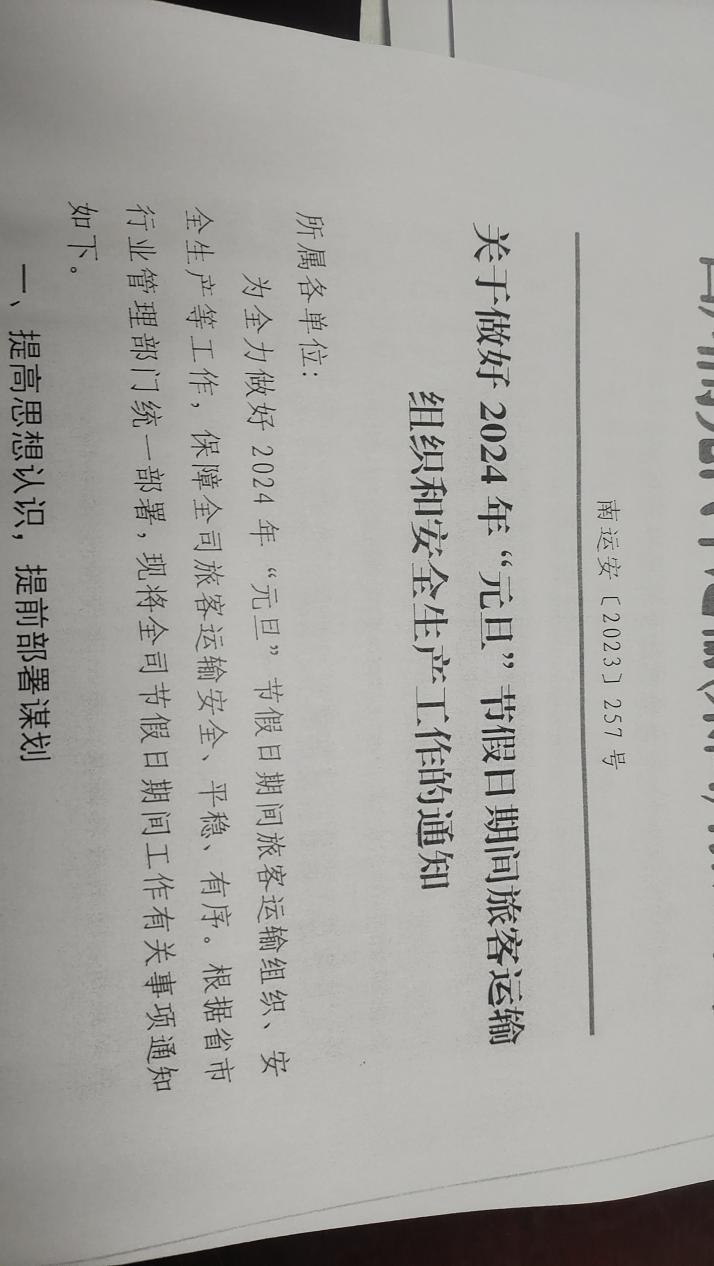 南运安〔2023〕257号
关于做好2024年“元旦”节假日期间旅客运输
组织和安全生产工作的通知
所属各单位：
为全力做好2024年“元旦”节假日期间旅客运输组织、安
全生产等工作，保障全司旅客运输安全、平稳、有序。根据省市
行业管理部门统一部署，现将全司节假日期间工作有关事项通知
如下。
一、提高思想认识，提前部署谋划